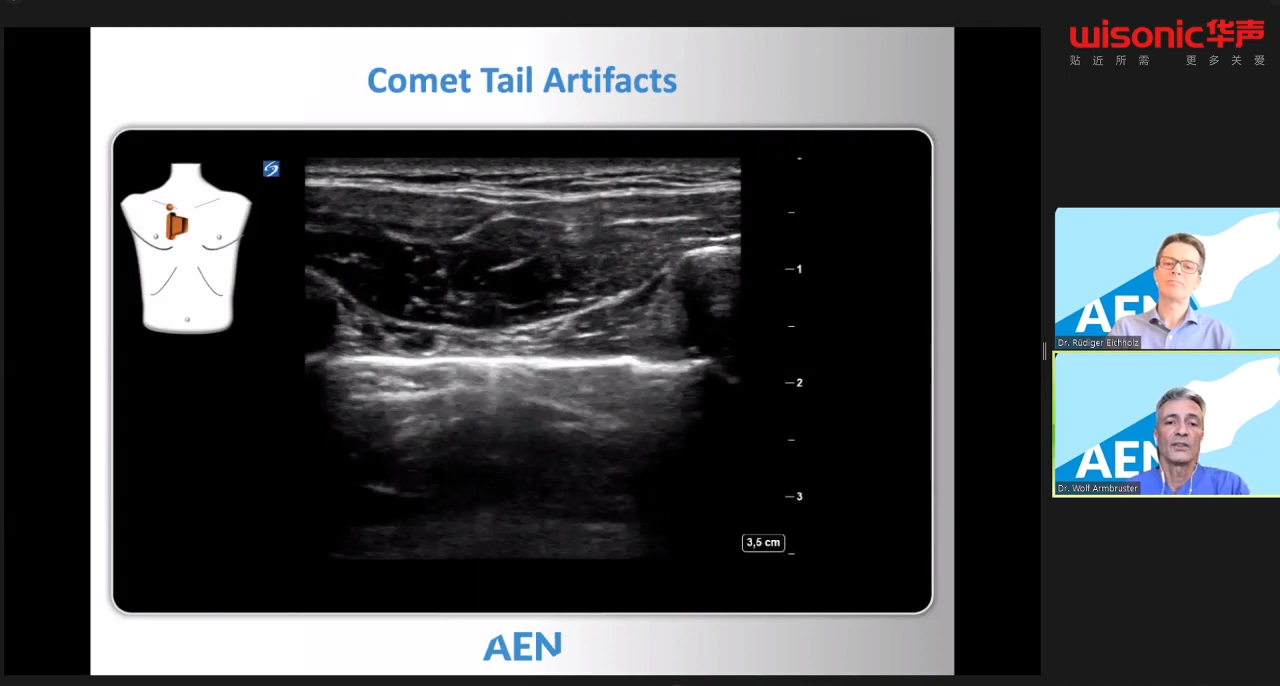 Comet Tail Artifacts
1
2
3
3,5 cm
AEN
wisonic华声
贴近所需 更多关爱
AEN
Dr. Rüdiger Eichholz
AEN
Dr. Wolf Armbruster